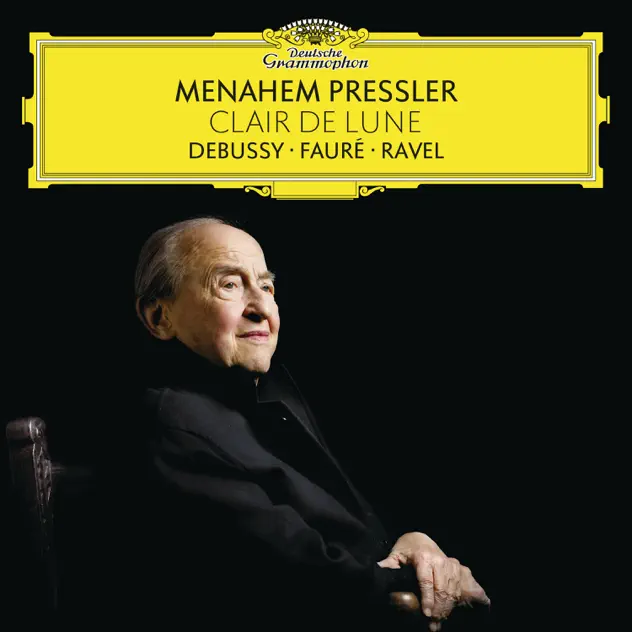 Deutsche
Grammophon
MENAHEM PRESSLER
CLAIR DE LUNE
DEBUSSY · FAURÉ · RAVEL